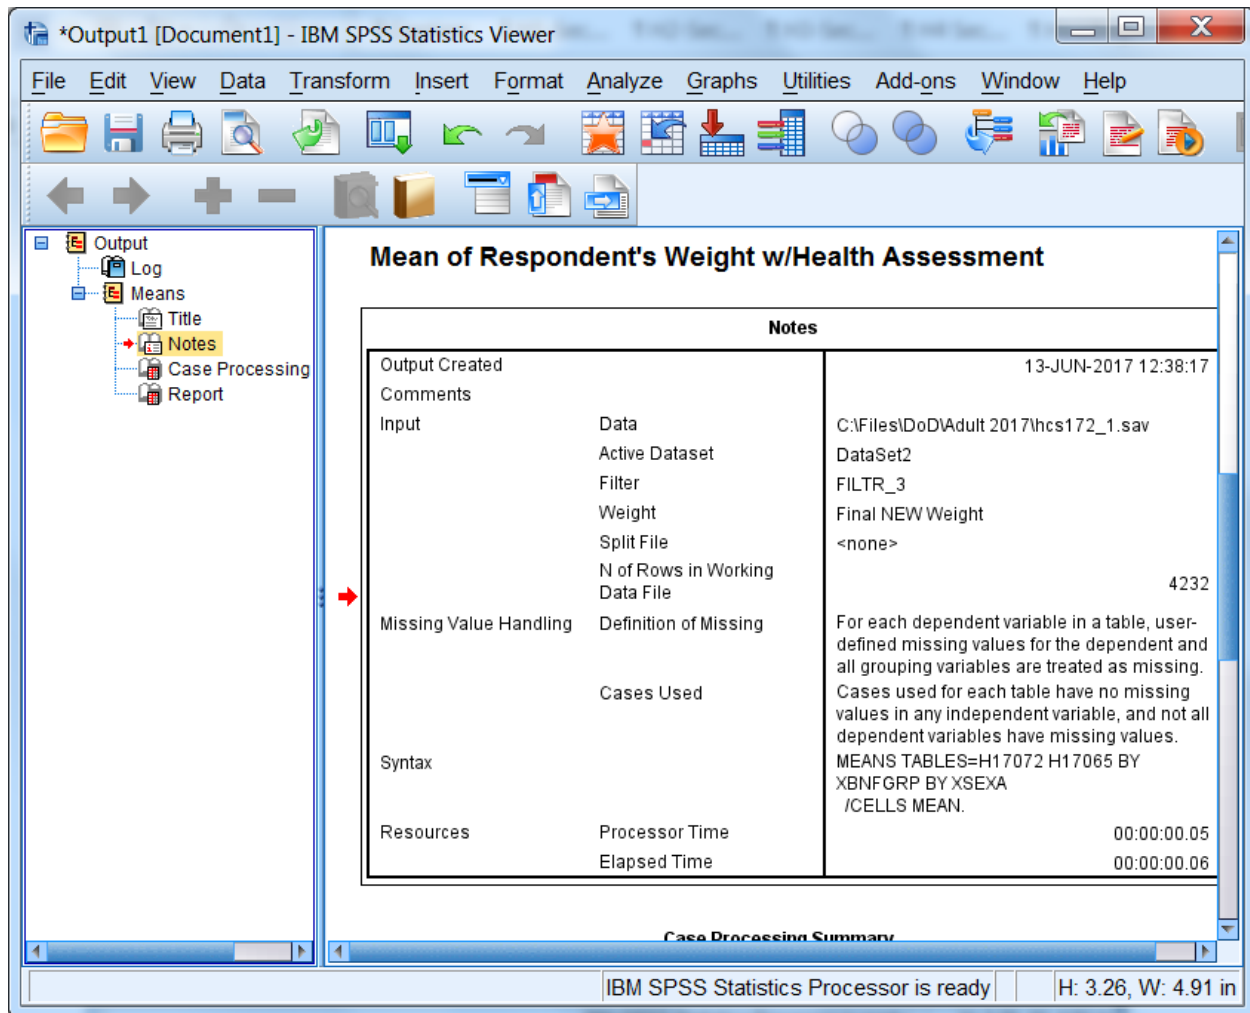 *Output1 [Document1] - IBM SPSS Statistics Viewer
File Edit View Data Transform Insert Format Analyze Graphs Utilities Add-ons Window Help
Output
Log
Means
Title
Notes
Case Processing
Report
Mean of Respondent's Weight w/Health Assessment
Notes
Output Created 13-JUN-2017 12:38:17
Comments
Input Data C:\Files\DoD\Adult 2017\hcs172_1.sav
Active Dataset DataSet2
Filter FILTR_3
Weight Final NEW Weight
Split File <none>
N of Rows in Working
Data File 4232
Missing Value Handling Definition of Missing For each dependent variable in a table, user-
defined missing values for the dependent and
all grouping variables are treated as missing.
Cases Used Cases used for each table have no missing
values in any independent variable, and not all
dependent variables have missing values.
Syntax MEANS TABLES=H17072 H17065 BY
XBNFGRP BY XSEXA
/CELLS MEAN.
Resources Processor Time 00:00:00.05
Elapsed Time 00:00:00.06
Case Processing Summary
IBM SPSS Statistics Processor is ready H: 3.26, W: 4.91 in